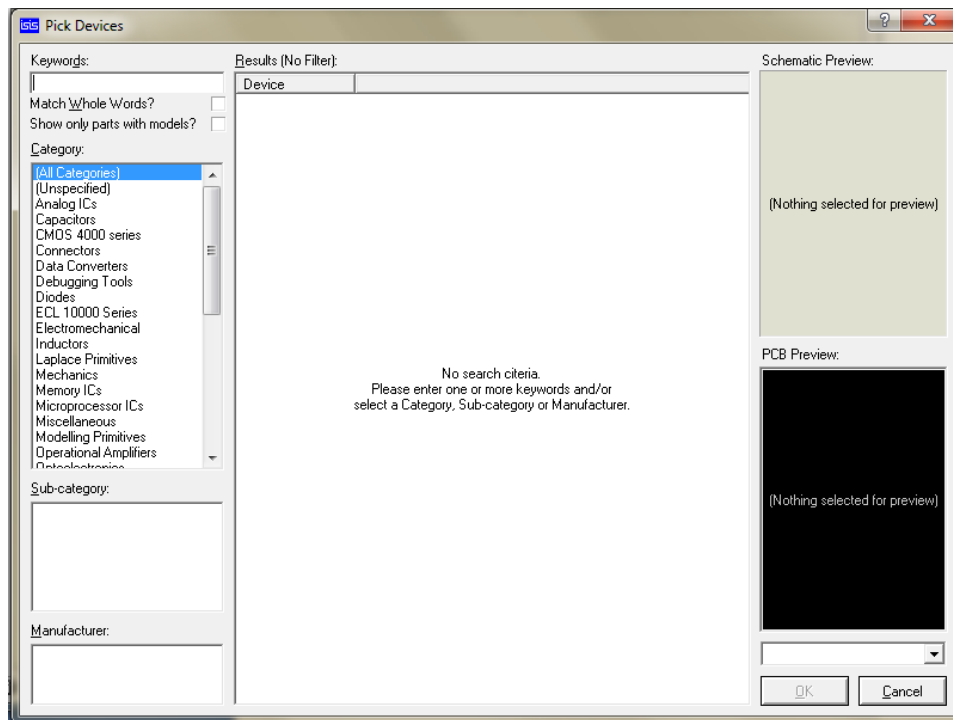 isis Pick Devices
?
X
Keywords:
Match Whole Words?
Show only parts with models?
Category:
(All Categories)
(Unspecified)
Analog ICs
Capacitors
CMOS 4000 series
Connectors
Data Converters
Debugging Tools
Diodes
ECL 10000 Series
Electromechanical
Inductors
Laplace Primitives
Mechanics
Memory ICs
Microprocessor ICs
Miscellaneous
Modelling Primitives
Operational Amplifiers
Optoelectronics
Sub-category:
Manufacturer:
Results (No Filter):
Device
No search citeria.
Please enter one or more keywords and/or
select a Category, Sub-category or Manufacturer.
Schematic Preview:
(Nothing selected for preview)
PCB Preview:
(Nothing selected for preview)
OK
Cancel